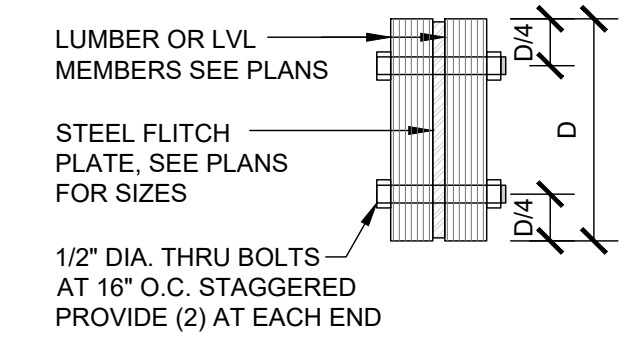 LUMBER OR LVL
MEMBERS SEE PLANS
STEEL FLITCH
PLATE, SEE PLANS
FOR SIZES
1/2" DIA. THRU BOLTS
AT 16" O.C. STAGGERED
PROVIDE (2) AT EACH END
D/4
D
D/4